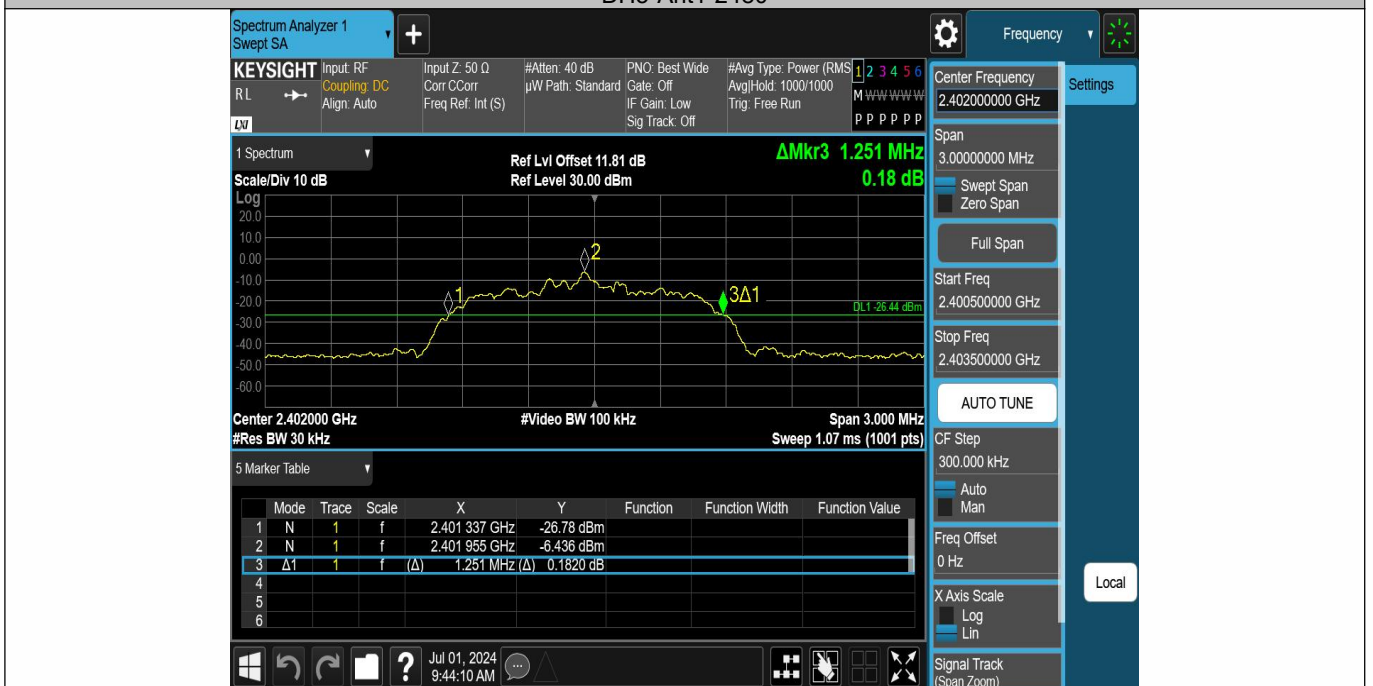 Spectrum Analyzer 1
Swept SA
Frequency
KEYSIGHT
RL
LXI
Input: RF
Coupling: DC
Align: Auto
Input Z: 50 Ω
Corr CCorr
Freq Ref: Int (S)
#Atten: 40 dB
µW Path: Standard
PNO: Best Wide
Gate: Off
IF Gain: Low
Sig Track: Off
#Avg Type: Power (RMS
Avg|Hold: 1000/1000
Trig: Free Run
1 2 3 4 5 6
M W W W W W
P P P P P P
1 Spectrum
Scale/Div 10 dB
Ref Lvl Offset 11.81 dB
Ref Level 30.00 dBm
ΔMkr3 1.251 MHz
0.18 dB
Log
20.0
10.0
0.00
-10.0
-20.0
-30.0
-40.0
-50.0
-60.0
1
2
3Δ1
DL1 -26.44 dBm
Center 2.402000 GHz
#Video BW 100 kHz
Span 3.000 MHz
#Res BW 30 kHz
Sweep 1.07 ms (1001 pts)
5 Marker Table
Mode Trace Scale X Y Function Function Width Function Value
1 N 1 f 2.401 337 GHz -26.78 dBm
2 N 1 f 2.401 955 GHz -6.436 dBm
3 Δ1 1 f (Δ) 1.251 MHz (Δ) 0.1820 dB
4
5
6
Jul 01, 2024
9:44:10 AM
Center Frequency
2.402000000 GHz
Settings
Span
3.00000000 MHz
Swept Span
Zero Span
Full Span
Start Freq
2.400500000 GHz
Stop Freq
2.403500000 GHz
AUTO TUNE
CF Step
300.000 kHz
Auto
Man
Freq Offset
0 Hz
Local
X Axis Scale
Log
Lin
Signal Track
(Span Zoom)